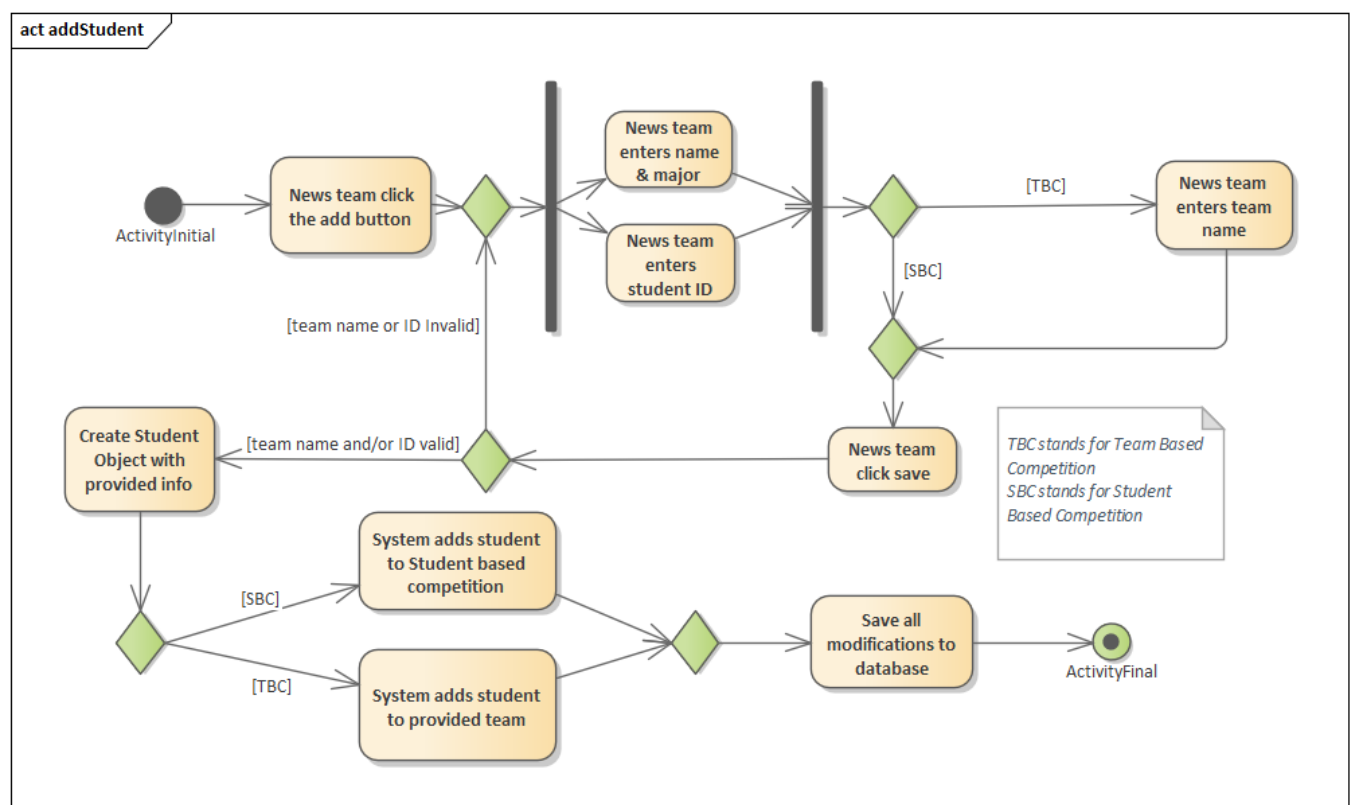 act addStudent
ActivityInitial
News team click
the add button
News team
enters name
& major
News team
enters
student ID
[TBC]
News team
enters team
name
[SBC]
[team name or ID Invalid]
News team
click save
TBC stands for Team Based
Competition
SBC stands for Student
Based Competition
[team name and/or ID valid]
Create Student
Object with
provided info
[SBC]
System adds student
to Student based
competition
[TBC]
System adds student
to provided team
Save all
modifications to
database
ActivityFinal